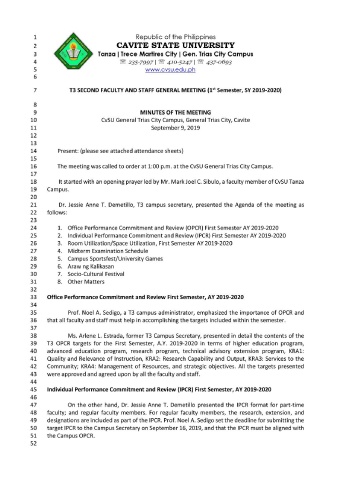 1 Republic of the Philippines
2 CAVITE STATE UNIVERSITY
3 Tanza | Trece Martires City | Gen. Trias City Campus
4 ☏ 235-7997 | ☏ 419-5247 | ☏ 437-0693
5 www.cvsu.edu.ph
6
7 T3 SECOND FACULTY AND STAFF GENERAL MEETING (1st Semester, SY 2019-2020)
8
9 MINUTES OF THE MEETING
10 CvSU General Trias City Campus, General Trias City, Cavite
11 September 9, 2019
12
13
14 Present: (please see attached attendance sheets)
15
16 The meeting was called to order at 1:00 p.m. at the CvSU General Trias City Campus.
17
18 It started with an opening prayer led by Mr. Mark Joel C. Sibulo, a faculty member of CvSU Tanza
19 Campus.
20
21 Dr. Jessie Anne T. Demetillo, T3 campus secretary, presented the Agenda of the meeting as
22 follows:
23
24 1. Office Performance Commitment and Review (OPCR) First Semester AY 2019-2020
25 2. Individual Performance Commitment and Review (IPCR) First Semester AY 2019-2020
26 3. Room Utilization/Space Utilization, First Semester AY 2019-2020
27 4. Midterm Examination Schedule
28 5. Campus Sportsfest/University Games
29 6. Araw ng Kalikasan
30 7. Socio-Cultural Festival
31 8. Other Matters
32
33 Office Performance Commitment and Review First Semester, AY 2019-2020
34
35 Prof. Noel A. Sedigo, a T3 campus administrator, emphasized the importance of OPCR and
36 that all faculty and staff must help in accomplishing the targets included within the semester.
37
38 Ms. Arlene L. Estrada, former T3 Campus Secretary, presented in detail the contents of the
39 T3 OPCR targets for the First Semester, A.Y. 2019-2020 in terms of higher education program,
40 advanced education program, research program, technical advisory extension program, KRA1:
41 Quality and Relevance of Instruction, KRA2: Research Capability and Output, KRA3: Services to the
42 Community; KRA4: Management of Resources, and strategic objectives. All the targets presented
43 were approved and agreed upon by all the faculty and staff.
44
45 Individual Performance Commitment and Review (IPCR) First Semester, AY 2019-2020
46
47 On the other hand, Dr. Jessie Anne T. Demetillo presented the IPCR format for part-time
48 faculty; and regular faculty members. For regular faculty members, the research, extension, and
49 designations are included as part of the IPCR. Prof. Noel A. Sedigo set the deadline for submitting the
50 target IPCR to the Campus Secretary on September 16, 2019, and that the IPCR must be aligned with
51 the Campus OPCR.
52